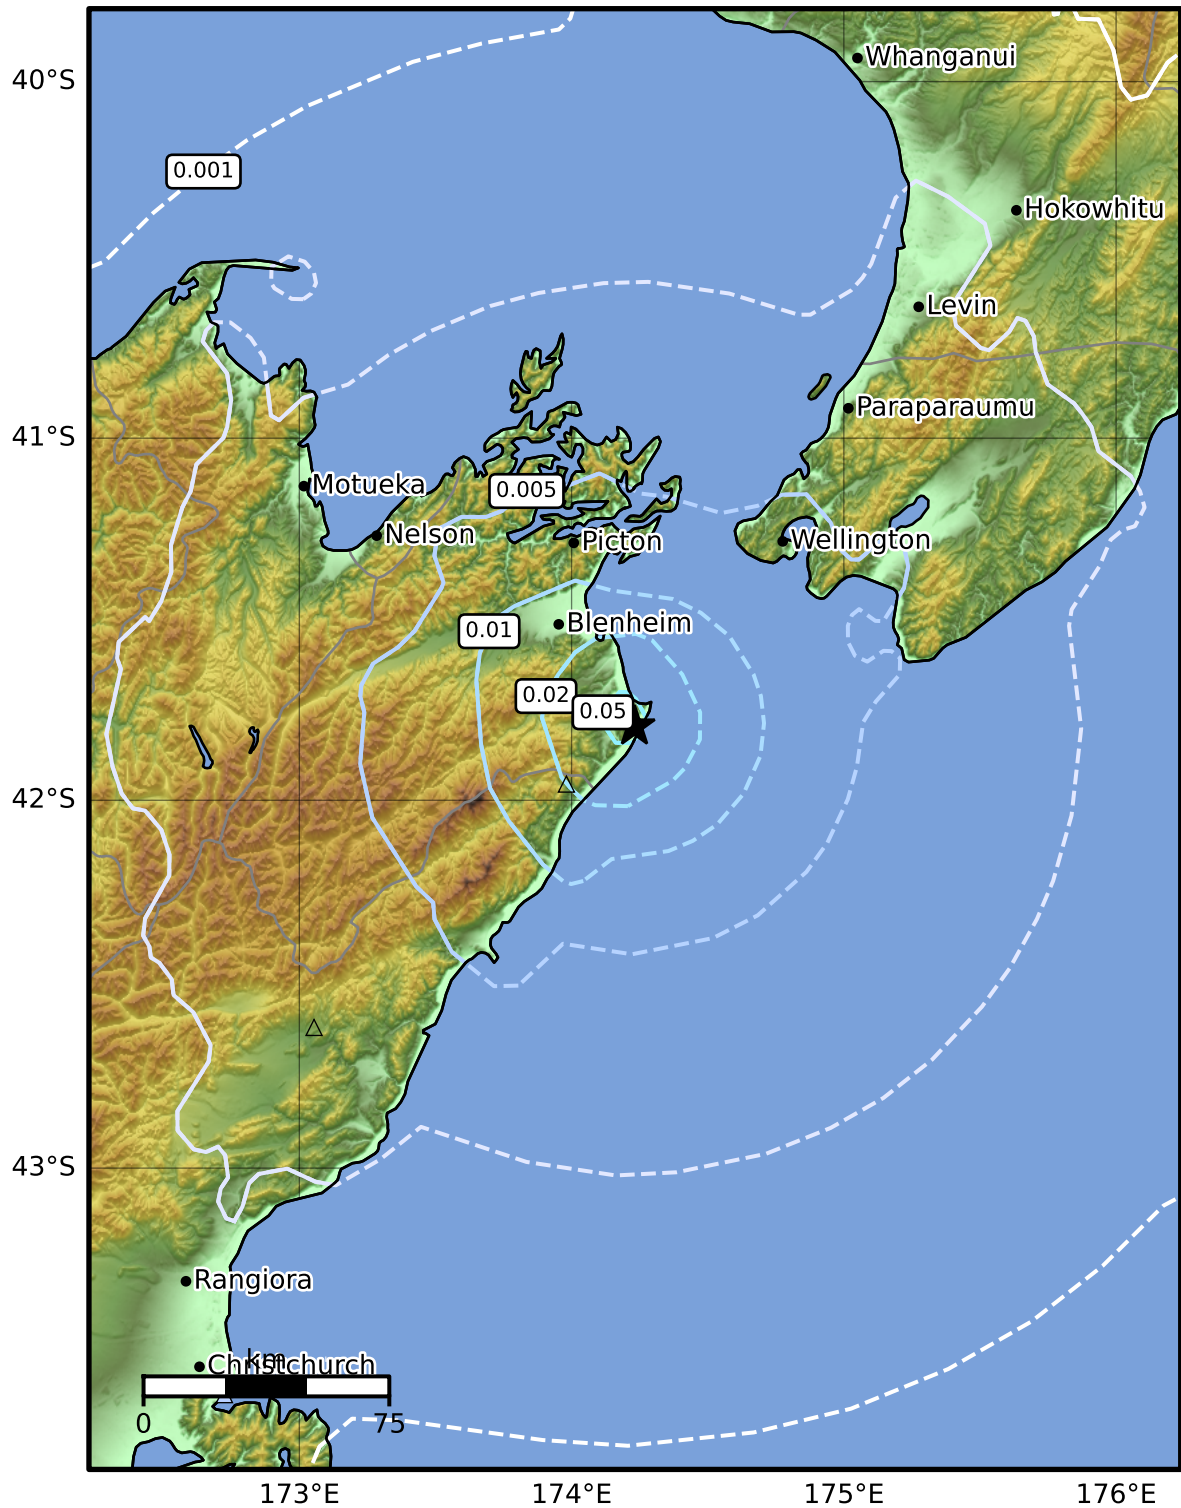 Whanganui
40°S
0.001
Hokowhitu
Levin
Paraparaumu
41°S
Motueka
0.005
Nelson
Picton
Wellington
0.01
Blenheim
0.02
0.05
42°S
43°S
Rangiora
km
Christchurch
0
75
173°E
174°E
175°E
176°E